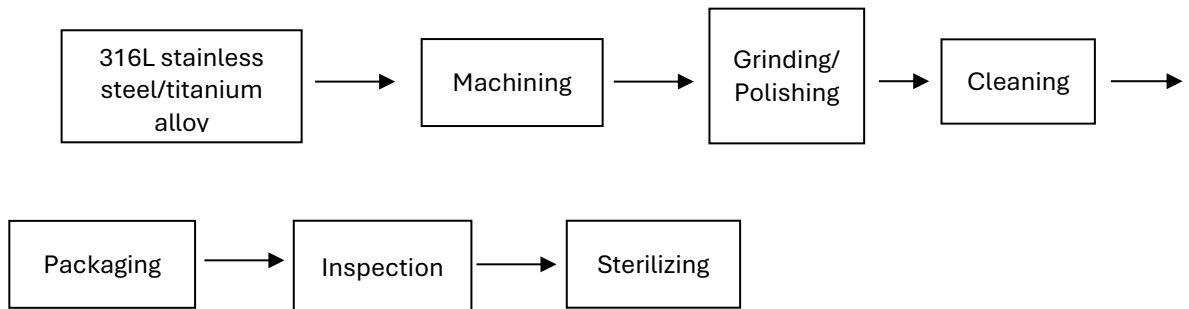 316L stainless
steel/titanium
alloy
Machining
Grinding/
Polishing
Cleaning
Packaging
Inspection
Sterilizing